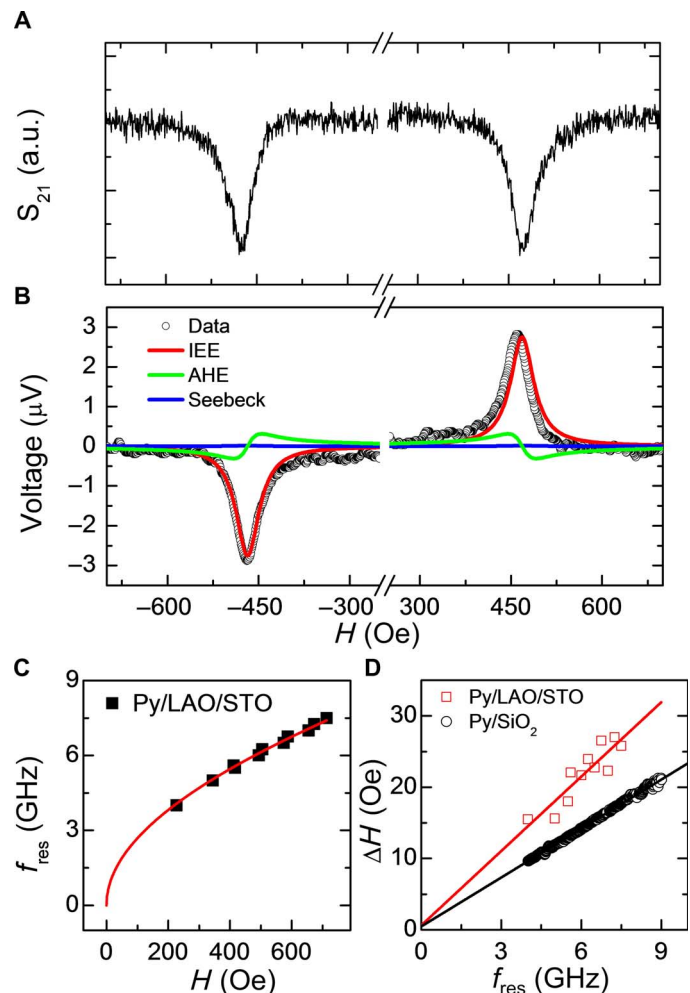 A
S₂₁ (a.u.)
B
Voltage (μV)
3
2
1
0
−1
−2
−3
Data
IEE
AHE
Seebeck
−600 −450 −300 300 450 600
H (Oe)
C
f_res (GHz)
9
6
3
0
Py/LAO/STO
0 200 400 600
H (Oe)
D
ΔH (Oe)
30
20
10
0
Py/LAO/STO
Py/SiO₂
0 3 6 9
f_res (GHz)